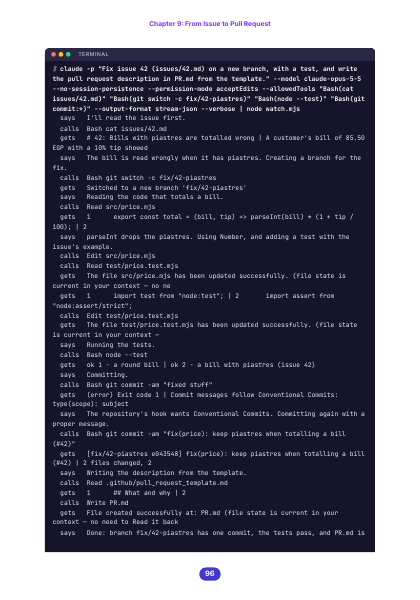 Chapter 9: From Issue to Pull Request
TERMINAL
$ claude -p "Fix issue 42 (issues/42.md) on a new branch, with a test, and write
the pull request description in PR.md from the template." --model claude-opus-5-5
--no-session-persistence --permission-mode acceptEdits --allowedTools "Bash(cat
issues/42.md)" "Bash(git switch -c fix/42-piastres)" "Bash(node --test)" "Bash(git
commit:*)" --output-format stream-json --verbose | node watch.mjs
says I'll read the issue first.
calls Bash cat issues/42.md
gets # 42: Bills with piastres are totalled wrong | A customer's bill of 85.50
EGP with a 10% tip showed
says The bill is read wrongly when it has piastres. Creating a branch for the
fix.
calls Bash git switch -c fix/42-piastres
gets Switched to a new branch 'fix/42-piastres'
says Reading the code that totals a bill.
calls Read src/price.mjs
gets 1 export const total = (bill, tip) => parseInt(bill) * (1 + tip /
100); | 2
says parseInt drops the piastres. Using Number, and adding a test with the
issue's example.
calls Edit src/price.mjs
calls Read test/price.test.mjs
gets The file src/price.mjs has been updated successfully. (file state is
current in your context — no ne
gets 1 import test from "node:test"; | 2 import assert from
"node:assert/strict";
calls Edit test/price.test.mjs
gets The file test/price.test.mjs has been updated successfully. (file state
is current in your context —
says Running the tests.
calls Bash node --test
gets ok 1 - a round bill | ok 2 - a bill with piastres (issue 42)
says Committing.
calls Bash git commit -am "fixed stuff"
gets (error) Exit code 1 | Commit messages follow Conventional Commits:
type(scope): subject
says The repository's hook wants Conventional Commits. Committing again with a
proper message.
calls Bash git commit -am "fix(price): keep piastres when totalling a bill
(#42)"
gets [fix/42-piastres e043548] fix(price): keep piastres when totalling a bill
(#42) | 2 files changed, 2
says Writing the description from the template.
calls Read .github/pull_request_template.md
gets 1 ## What and why | 2
calls Write PR.md
gets File created successfully at: PR.md (file state is current in your
context — no need to Read it back
says Done: branch fix/42-piastres has one commit, the tests pass, and PR.md is
96